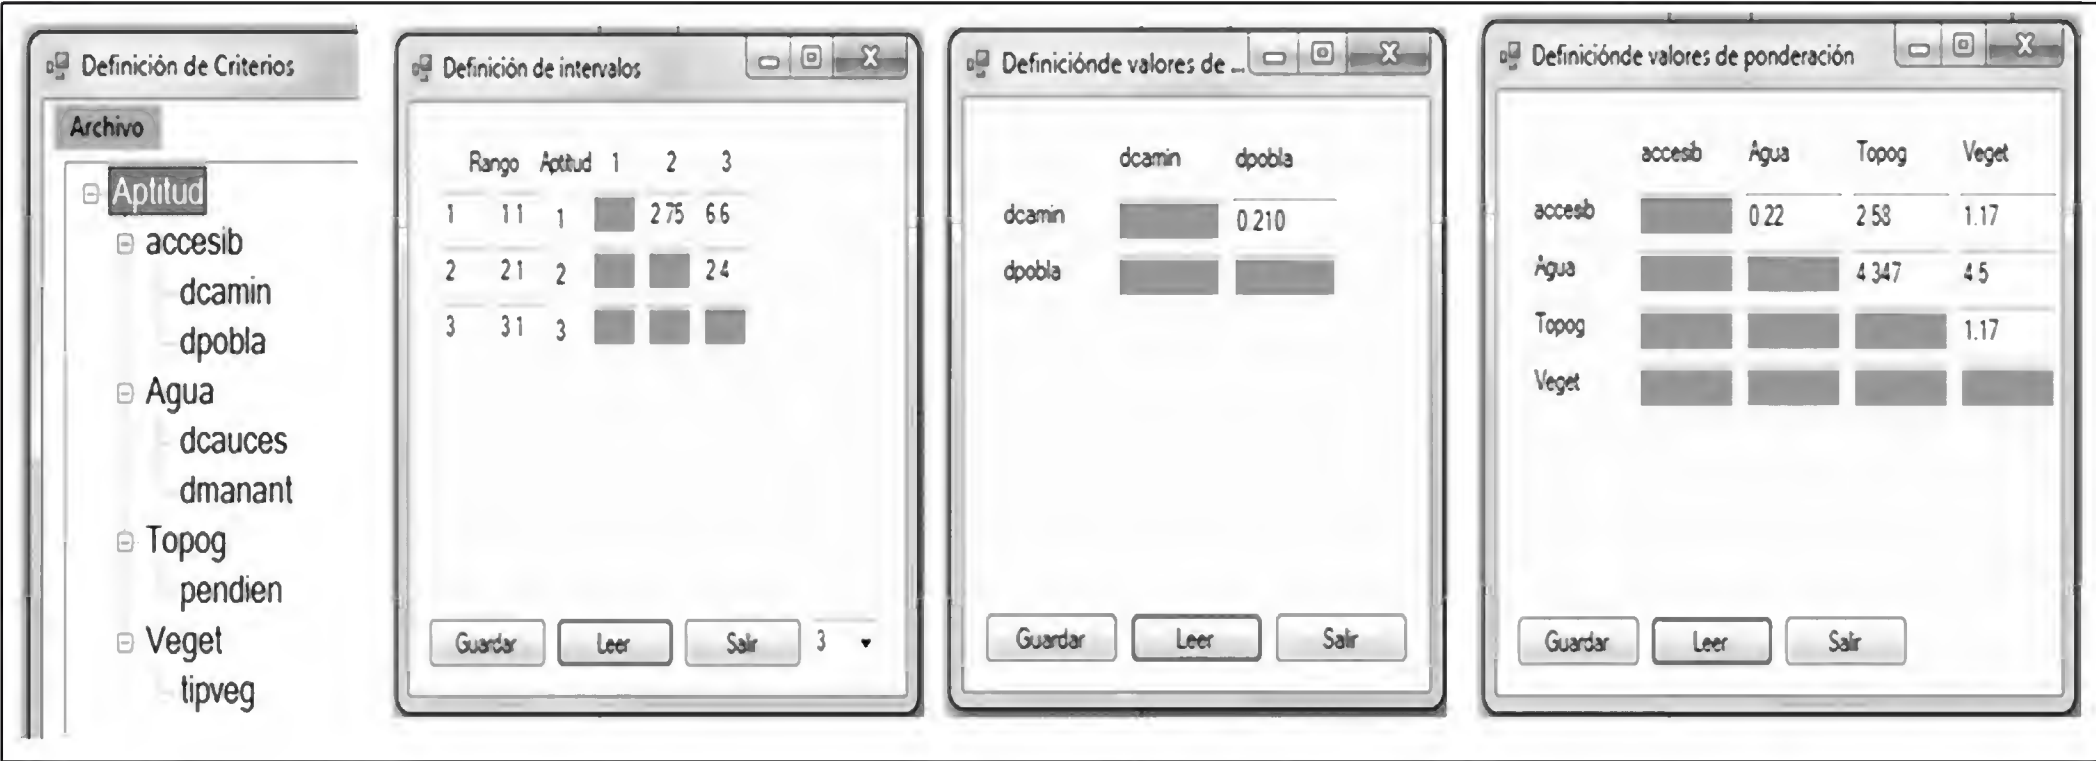 Definición de Criterios
Archivo
Aptitud
accesib
dcamin
dpobla
Agua
dcauces
dmanant
Topog
pendien
Veget
tipveg
Definición de intervalos
Rango Aptitud 1 2 3
1 1 1 1 2 75 6 6
2 2 1 2 2 4
3 3 1 3
Guardar Leer Salir 3
Definiciónde valores de ...
dcamin dpobla
dcamin 0.210
dpobla
Guardar Leer Salir
Definiciónde valores de ponderación
accesib Agua Topog Veget
accesib 0 22 2 58 1.17
Agua 4 347 4 5
Topog 1.17
Veget
Guardar Leer Salir